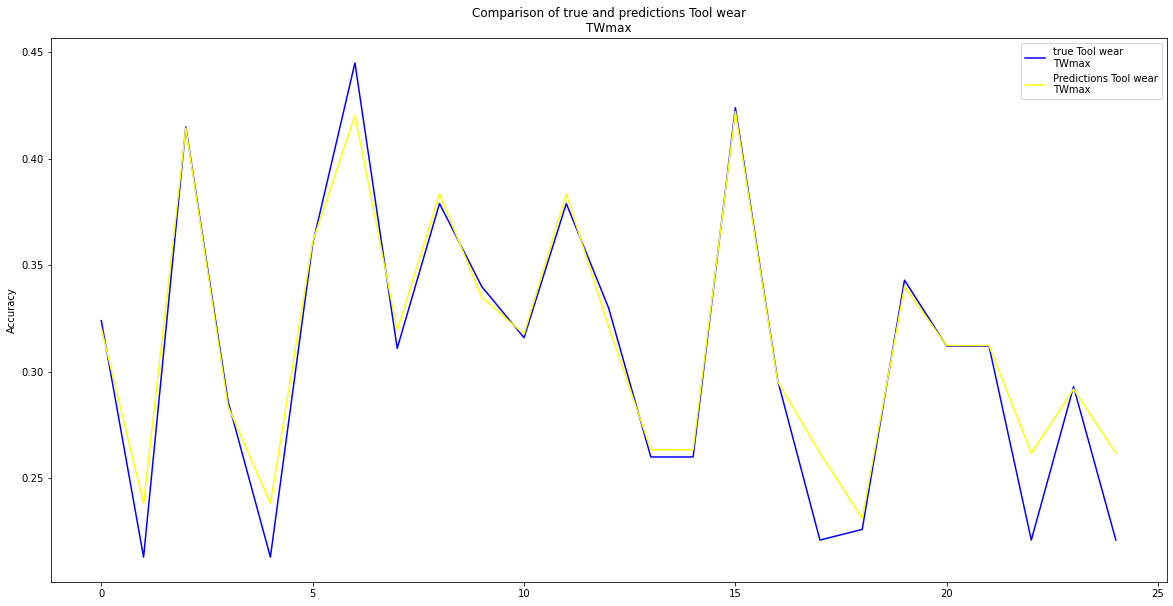 Comparison of true and predictions Tool wear
TWmax
true Tool wear
TWmax
Predictions Tool wear
TWmax
Accuracy
0.45
0.40
0.35
0.30
0.25
0
5
10
15
20
25